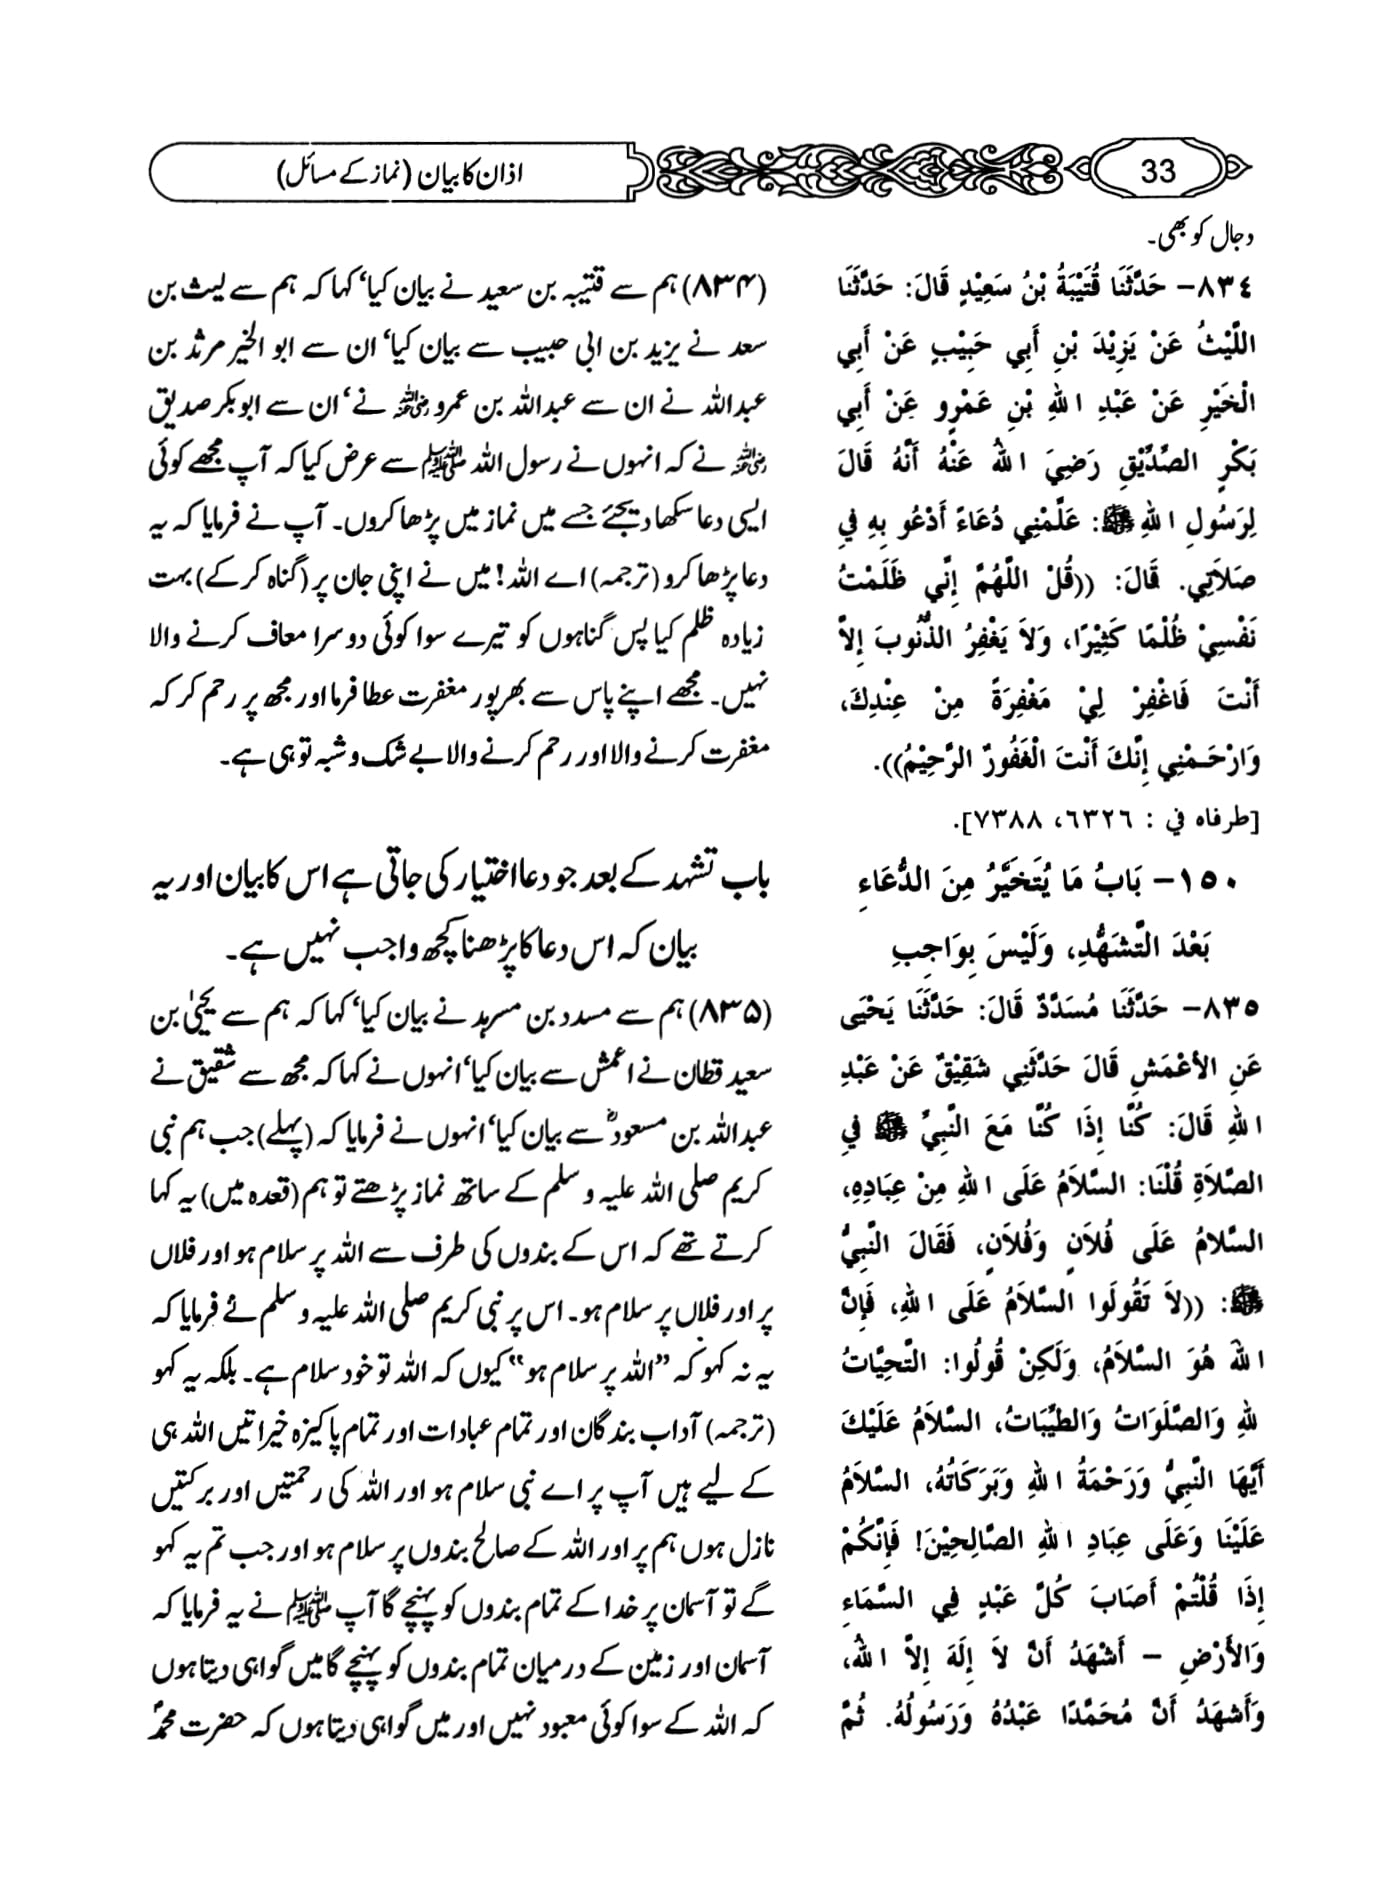 33
اذان کا بیان (نماز کے مسائل)
دجال کو بھی۔
٨٣٤- حَدَّثَنَا قُتَيْبَةُ بْنُ سَعِيْدٍ قَالَ: حَدَّثَنَا
اللَّيْثُ عَنْ يَزِيْدَ بْنِ أَبِي حَبِيْبٍ عَنْ أَبِي
الْخَيْرِ عَنْ عَبْدِ اللهِ بْنِ عَمْرٍو عَنْ أَبِي
بَكْرٍ الصِّدِّيْقِ رَضِيَ اللهُ عَنْهُ أَنَّهُ قَالَ
لِرَسُولِ اللهِ ﷺ: عَلِّمْنِي دُعَاءً أَدْعُو بِهِ فِي
صَلاَتِي. قَالَ: ((قُلْ اللَّهُمَّ إِنِّي ظَلَمْتُ
نَفْسِيْ ظُلْمًا كَثِيْرًا، وَلاَ يَغْفِرُ الذُّنُوبَ إِلاَّ
أَنْتَ فَاغْفِرْ لِيْ مَغْفِرَةً مِنْ عِنْدِكَ،
وَارْحَمْنِي إِنَّكَ أَنْتَ الْغَفُورُ الرَّحِيْمُ)).
[طرفاه في : ٦٣٢٦، ٧٣٨٨].
١٥٠- بَابُ مَا يُتَخَيَّرُ مِنَ الدُّعَاءِ
بَعْدَ التَّشَهُّدِ، وَلَيْسَ بِوَاجِبِ
٨٣٥- حَدَّثَنَا مُسَدَّدٌ قَالَ: حَدَّثَنَا يَحْيَى
عَنِ الأَعْمَشِ قَالَ حَدَّثَنِي شَقِيْقٌ عَنْ عَبْدِ
اللهِ قَالَ: كُنَّا إِذَا كُنَّا مَعَ النَّبِيِّ ﷺ فِي
الصَّلاَةِ قُلْنَا: السَّلاَمُ عَلَى اللهِ مِنْ عِبَادِهِ،
السَّلاَمُ عَلَى فُلاَنٍ وَفُلاَنٍ، فَقَالَ النَّبِيُّ
ﷺ: ((لاَ تَقُولُوا السَّلاَمُ عَلَى اللهِ، فَإِنَّ
اللهَ هُوَ السَّلاَمُ، وَلَكِنْ قُولُوا: التَّحِيَّاتُ
للهِ وَالصَّلَوَاتُ وَالطَّيِّبَاتُ، السَّلاَمُ عَلَيْكَ
أَيُّهَا النَّبِيُّ وَرَحْمَةُ اللهِ وَبَرَكَاتُهُ، السَّلاَمُ
عَلَيْنَا وَعَلَى عِبَادِ اللهِ الصَّالِحِيْنَ! فَإِنَّكُمْ
إِذَا قُلْتُمْ أَصَابَ كُلَّ عَبْدٍ فِي السَّمَاءِ
وَالأَرْضِ – أَشْهَدُ أَنَّ لاَ إِلَهَ إِلاَّ اللهُ،
وَأَشْهَدُ أَنَّ مُحَمَّدًا عَبْدُهُ وَرَسُولُهُ. ثُمَّ
(۸۳۴) ہم سے قتیبہ بن سعید نے بیان کیا‘ کہا کہ ہم سے لیث بن
سعد نے یزید بن ابی حبیب سے بیان کیا‘ ان سے ابو الخیر مرثد بن
عبداللہ نے ان سے عبداللہ بن عمرو رضی اللہ نے‘ ان سے ابوبکر صدیق
رضی اللہ نے کہ انہوں نے رسول اللہ ﷺ سے عرض کیا کہ آپ مجھے کوئی
ایسی دعا سکھا دیجئے جسے میں نماز میں پڑھا کروں۔ آپ نے فرمایا کہ یہ
دعا پڑھا کرو (ترجمہ) اے اللہ! میں نے اپنی جان پر (گناہ کر کے) بہت
زیادہ ظلم کیا پس گناہوں کو تیرے سوا کوئی دوسرا معاف کرنے والا
نہیں۔ مجھے اپنے پاس سے بھرپور مغفرت عطا فرما اور مجھ پر رحم کر کہ
مغفرت کرنے والا اور رحم کرنے والا بے شک و شبہ تو ہی ہے۔
باب تشہد کے بعد جو دعا اختیار کی جاتی ہے اس کا بیان اور یہ
بیان کہ اس دعا کا پڑھنا کچھ واجب نہیں ہے۔
(۸۳۵) ہم سے مسدد بن مسرہد نے بیان کیا‘ کہا کہ ہم سے یحییٰ بن
سعید قطان نے اعمش سے بیان کیا‘ انہوں نے کہا کہ مجھ سے شقیق نے
عبداللہ بن مسعودؓ سے بیان کیا‘ انہوں نے فرمایا کہ (پہلے) جب ہم نبی
کریم صلی اللہ علیہ وسلم کے ساتھ نماز پڑھتے تو ہم (قعدہ میں) یہ کہا
کرتے تھے کہ اس کے بندوں کی طرف سے اللہ پر سلام ہو اور فلاں
پر اور فلاں پر سلام ہو۔ اس پر نبی کریم صلی اللہ علیہ وسلم نے فرمایا کہ
یہ نہ کہو کہ ”اللہ پر سلام ہو“ کیوں کہ اللہ تو خود سلام ہے۔ بلکہ یہ کہو
(ترجمہ) آداب بندگان اور تمام عبادات اور تمام پاکیزہ خیراتیں اللہ ہی
کے لیے ہیں آپ پر اے نبی سلام ہو اور اللہ کی رحمتیں اور برکتیں
نازل ہوں ہم پر اور اللہ کے صالح بندوں پر سلام ہو اور جب تم یہ کہو
گے تو آسمان پر خدا کے تمام بندوں کو پہنچے گا آپ ﷺ نے یہ فرمایا کہ
آسمان اور زمین کے درمیان تمام بندوں کو پہنچے گا میں گواہی دیتا ہوں
کہ اللہ کے سوا کوئی معبود نہیں اور میں گواہی دیتا ہوں کہ حضرت محمدؐ